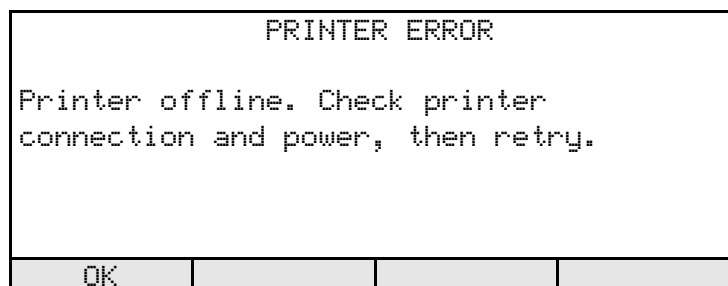 PRINTER ERROR
Printer offline. Check printer
connection and power, then retry.
OK